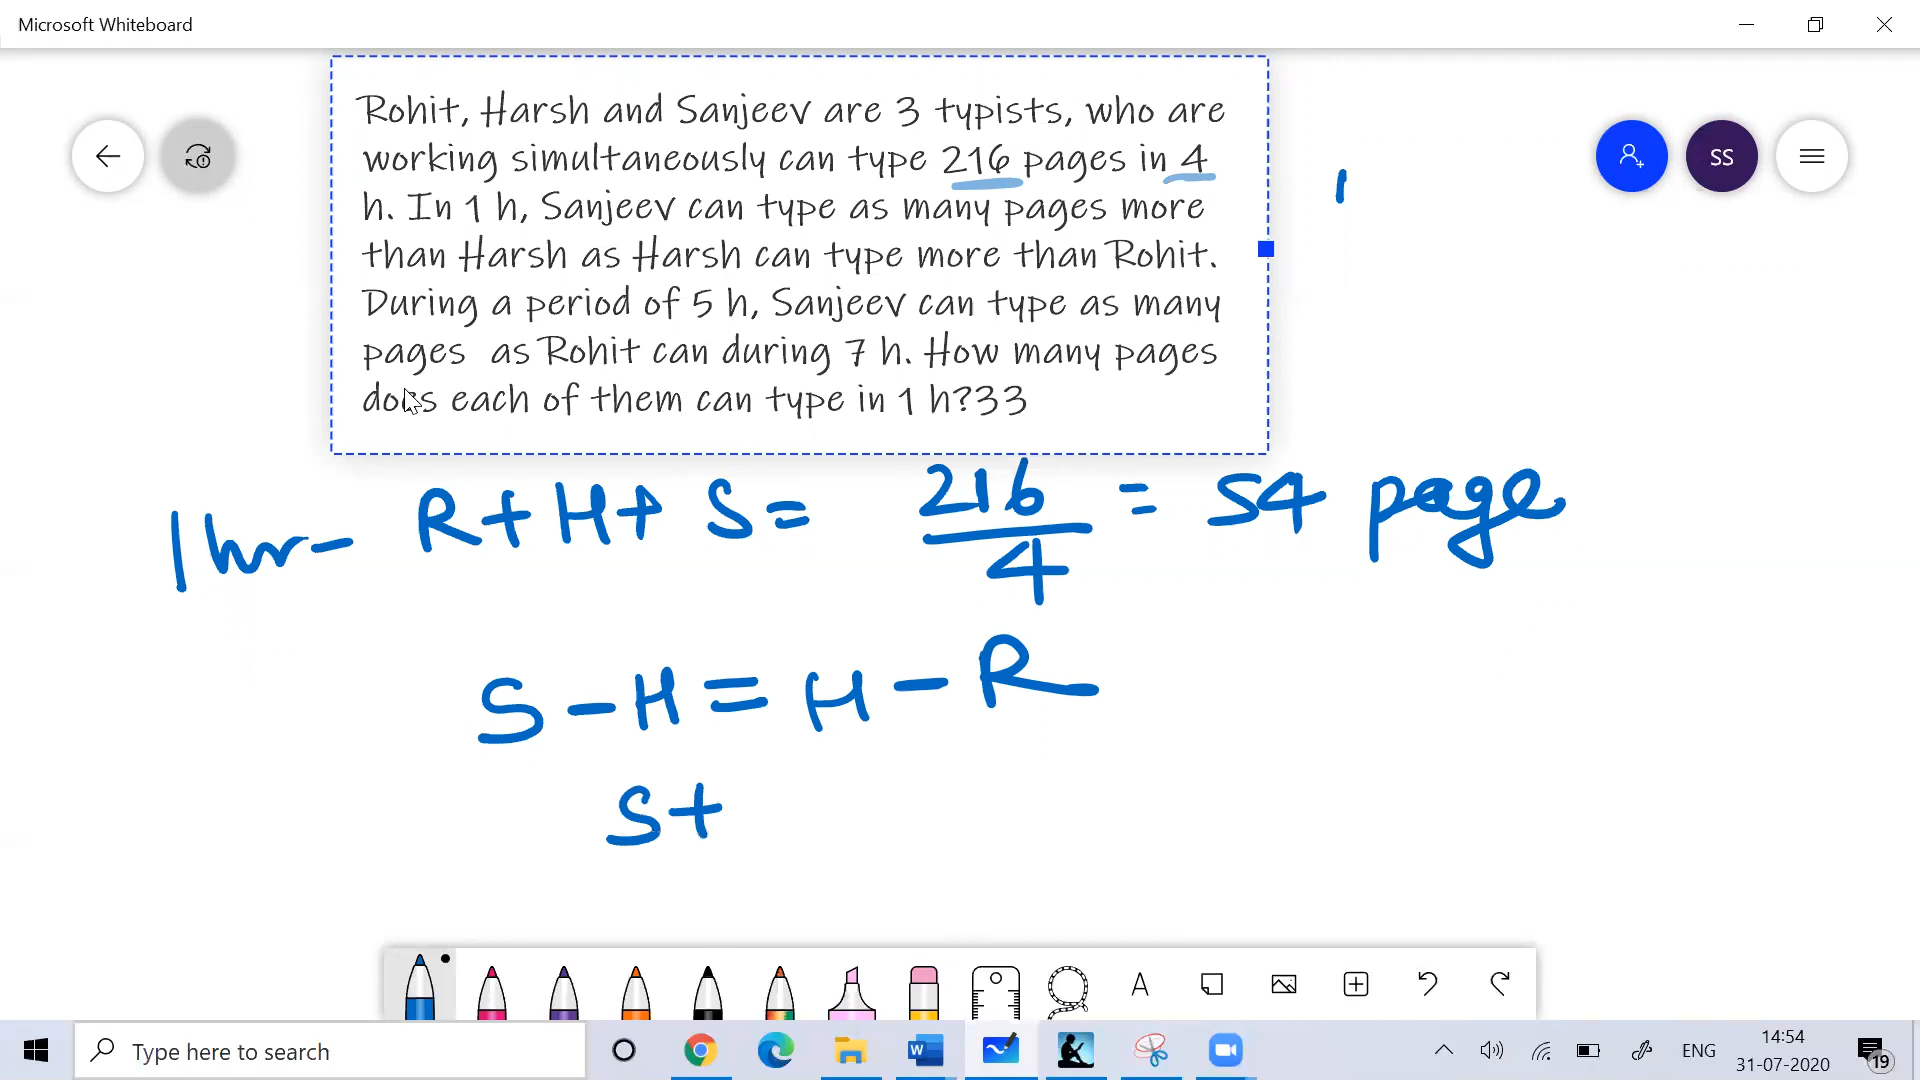 Microsoft Whiteboard
Rohit, Harsh and Sanjeev are 3 typists, who are
working simultaneously can type 216 pages in 4
h. In 1 h, Sanjeev can type as many pages more
than Harsh as Harsh can type more than Rohit.
During a period of 5 h, Sanjeev can type as many
pages as Rohit can during 7 h. How many pages
does each of them can type in 1 h?33
SS
1 hr - R + H + S = 216/4 = 54 page
S - H = H - R
S +
Type here to search
ENG
14:54
31-07-2020
19